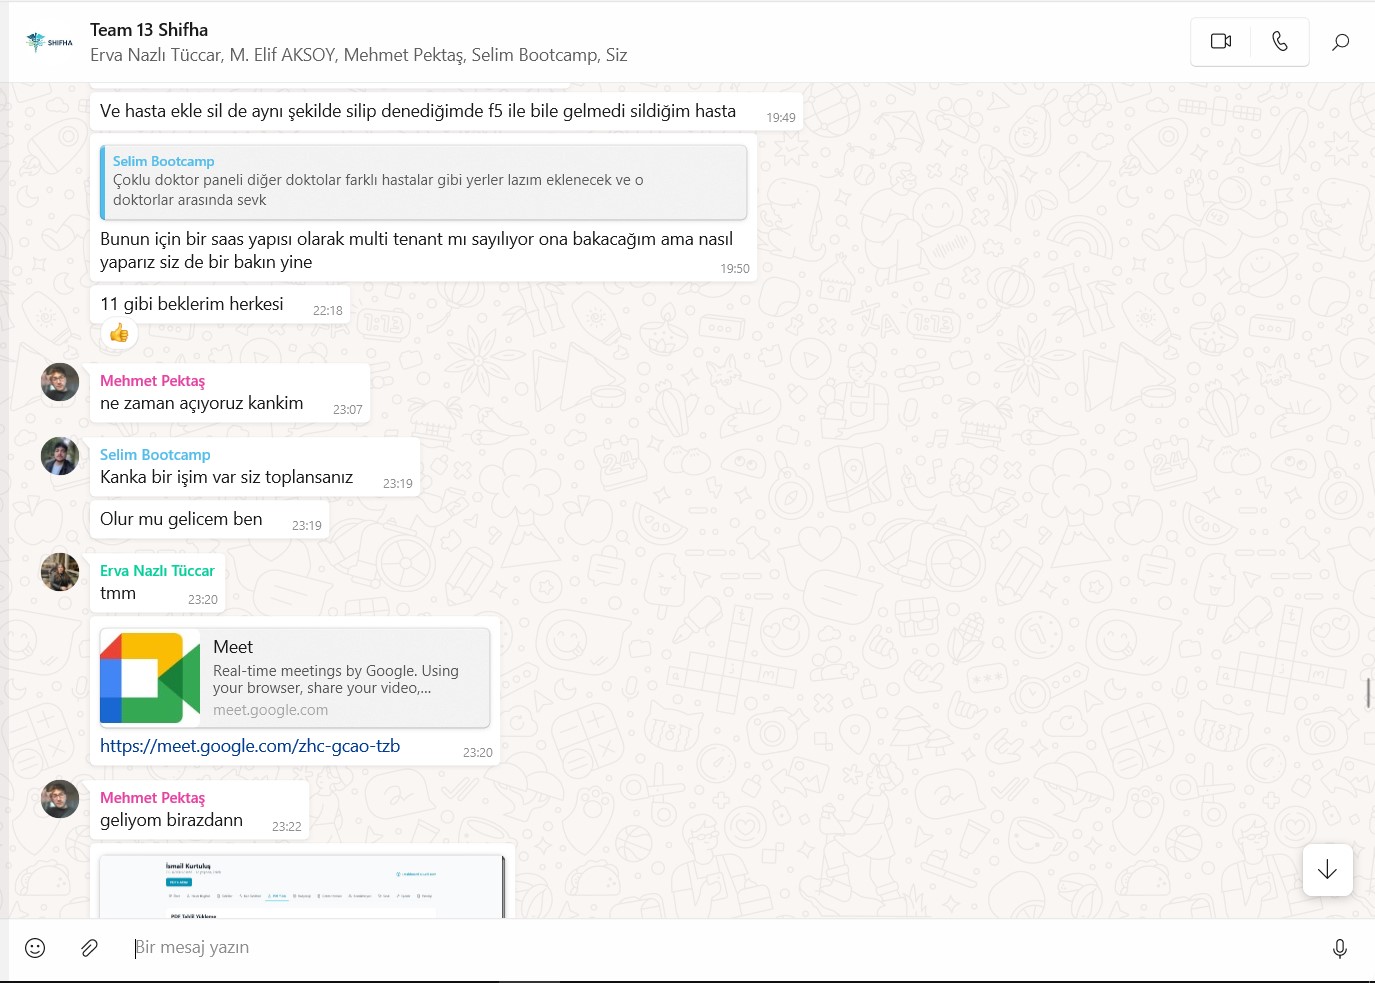 SHIFHA
Team 13 Shifha
Erva Nazlı Tüccar, M. Elif AKSOY, Mehmet Pektaş, Selim Bootcamp, Siz
Ve hasta ekle sil de aynı şekilde silip denediğimde f5 ile bile gelmedi sildiğim hasta
19:49
Selim Bootcamp
Çoklu doktor paneli diğer doktolar farklı hastalar gibi yerler lazım eklenecek ve o
doktorlar arasında sevk
Bunun için bir saas yapısı olarak multi tenant mı sayılıyor ona bakacağım ama nasıl
yaparız siz de bir bakın yine
19:50
11 gibi beklerim herkesi
22:18
Mehmet Pektaş
ne zaman açıyoruz kankim
23:07
Selim Bootcamp
Kanka bir işim var siz toplansanız
23:19
Olur mu gelicem ben
23:19
Erva Nazlı Tüccar
tmm
23:20
Meet
Real-time meetings by Google. Using
your browser, share your video,...
meet.google.com
https://meet.google.com/zhc-gcao-tzb
23:20
Mehmet Pektaş
geliyom birazdann
23:22
İsmail Kurtuluş
PDF Tahlil Yükleme
Bir mesaj yazın